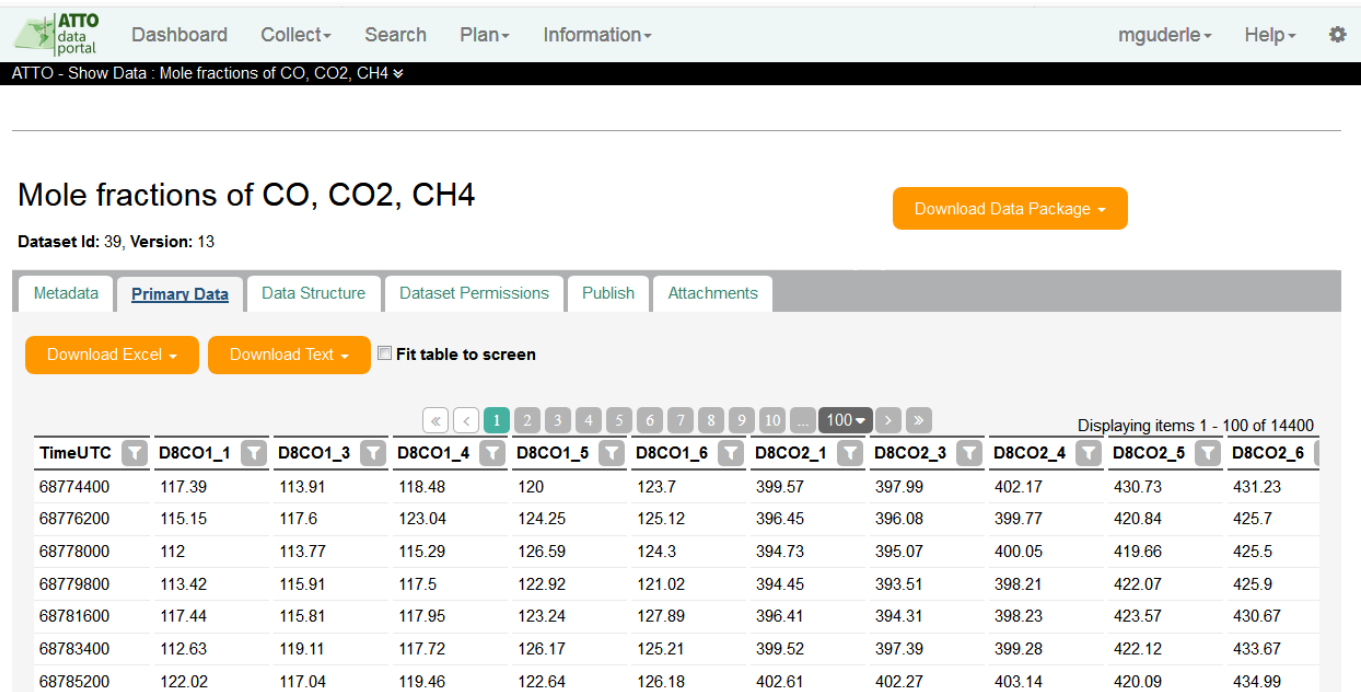 ATTO
data
portal
Dashboard Collect Search Plan Information mguderle Help
ATTO - Show Data : Mole fractions of CO, CO2, CH4
Mole fractions of CO, CO2, CH4
Download Data Package
Dataset Id: 39, Version: 13
Metadata Primary Data Data Structure Dataset Permissions Publish Attachments
Download Excel Download Text Fit table to screen
« < 1 2 3 4 5 6 7 8 9 10 ... 100 > »
Displaying items 1 - 100 of 14400
TimeUTC D8CO1_1 D8CO1_3 D8CO1_4 D8CO1_5 D8CO1_6 D8CO2_1 D8CO2_3 D8CO2_4 D8CO2_5 D8CO2_6
68774400 117.39 113.91 118.48 120 123.7 399.57 397.99 402.17 430.73 431.23
68776200 115.15 117.6 123.04 124.25 125.12 396.45 396.08 399.77 420.84 425.7
68778000 112 113.77 115.29 126.59 124.3 394.73 395.07 400.05 419.66 425.5
68779800 113.42 115.91 117.5 122.92 121.02 394.45 393.51 398.21 422.07 425.9
68781600 117.44 115.81 117.95 123.24 127.89 396.41 394.31 398.23 423.57 430.67
68783400 112.63 119.11 117.72 126.17 125.21 399.52 397.39 399.28 422.12 433.67
68785200 122.02 117.04 119.46 122.64 126.18 402.61 402.27 403.14 420.09 434.99